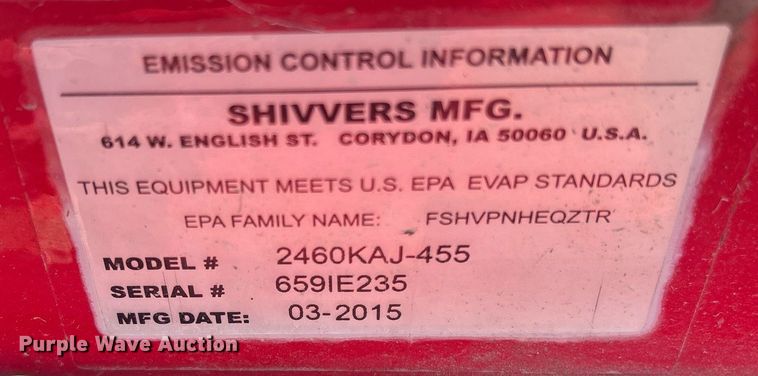 EMISSION CONTROL INFORMATION
SHIVVERS MFG.
614 W. ENGLISH ST. CORYDON, IA 50060 U.S.A.
THIS EQUIPMENT MEETS U.S. EPA EVAP STANDARDS
EPA FAMILY NAME: FSHVPNHEQZTR
MODEL # 2460KAJ-455
SERIAL # 659IE235
MFG DATE: 03-2015
Purple Wave Auction